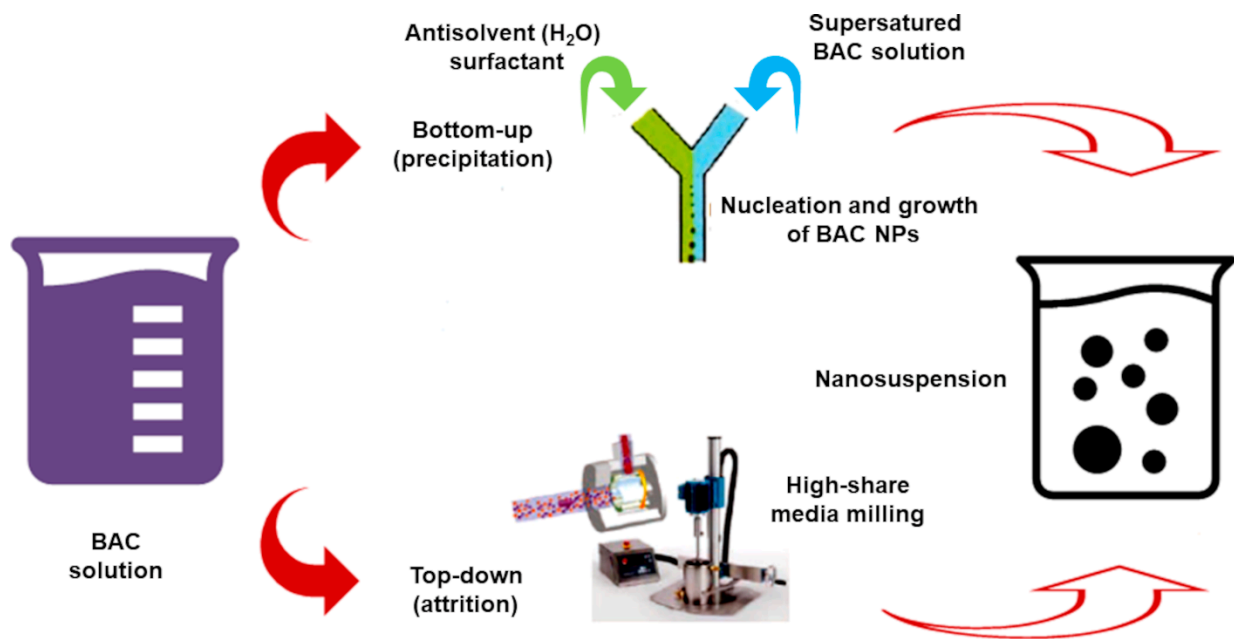 Antisolvent (H₂O)
surfactant
Supersatured
BAC solution
Bottom-up
(precipitation)
Nucleation and growth
of BAC NPs
Nanosuspension
High-share
media milling
BAC
solution
Top-down
(attrition)